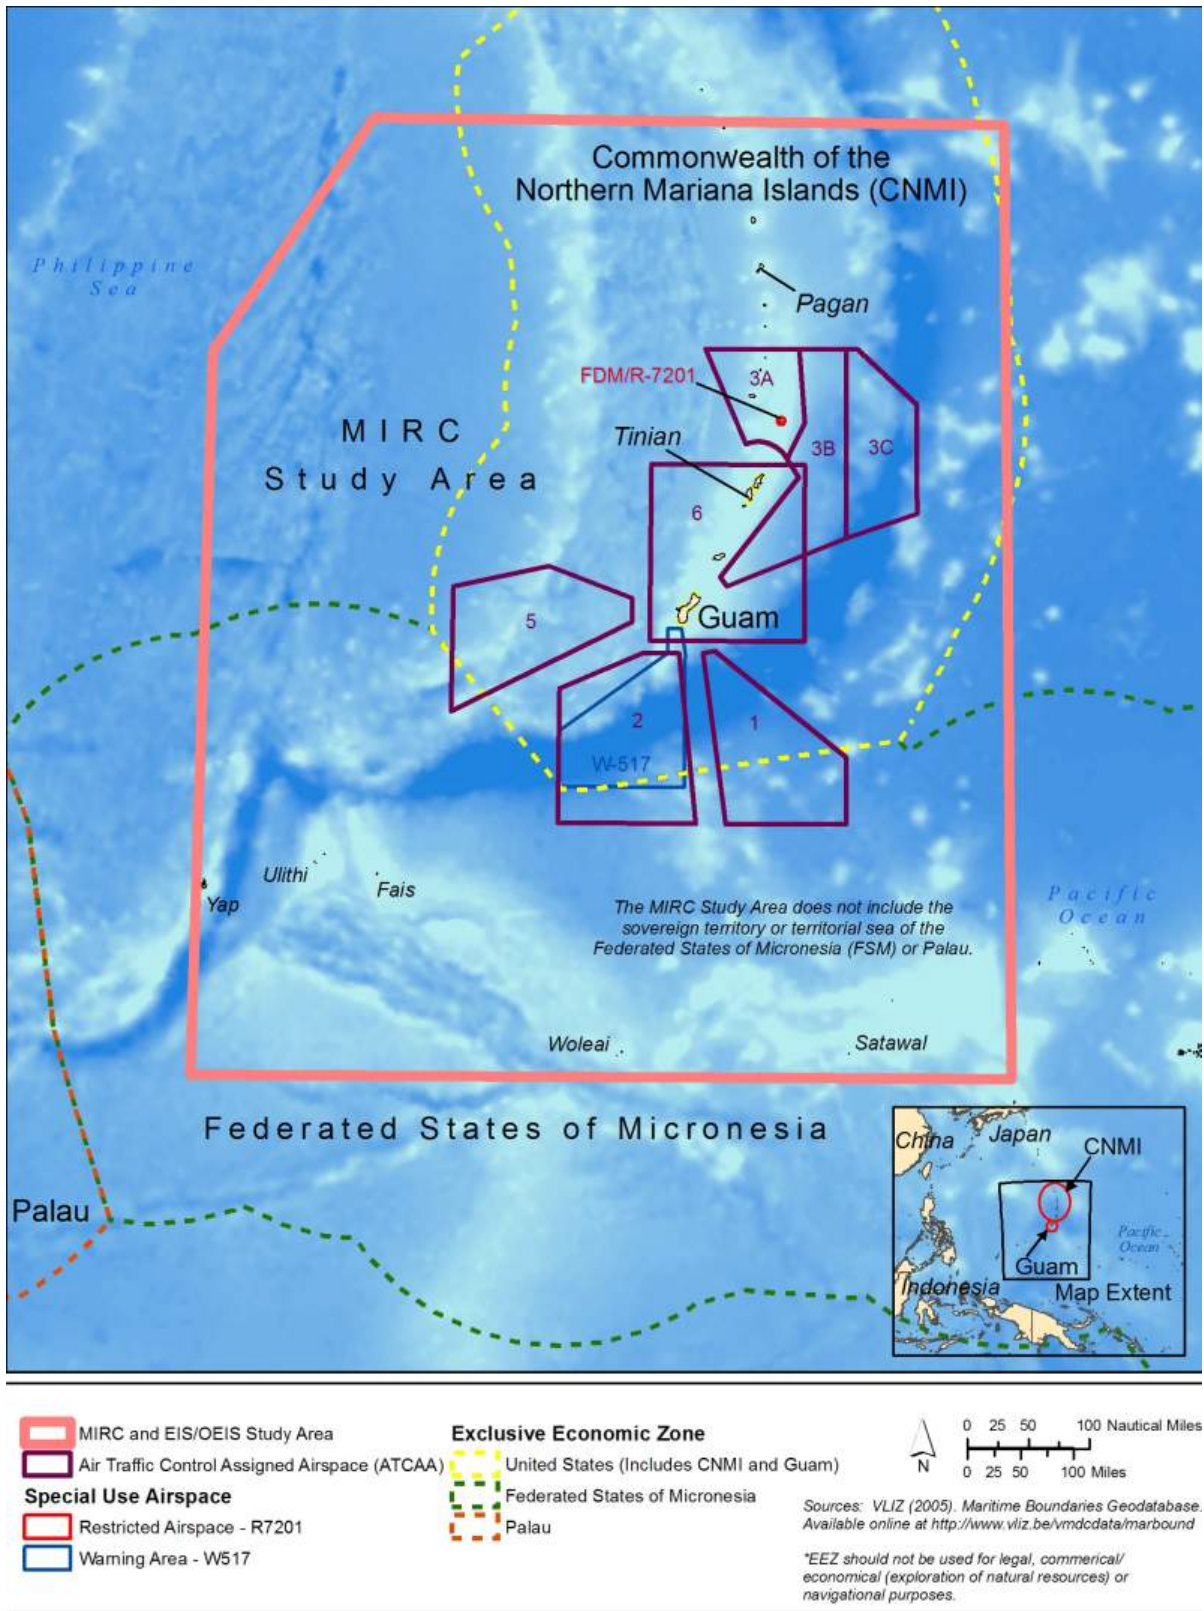 Commonwealth of the
Northern Mariana Islands (CNMI)
Philippine
Sea
Pagan
3A
FDM/R-7201
MIRC
Study Area
Tinian
3B
3C
6
5
Guam
2
1
W-517
Ulithi
Fais
Yap
Pacific
Ocean
The MIRC Study Area does not include the
sovereign territory or territorial sea of the
Federated States of Micronesia (FSM) or Palau.
Woleai
Satawal
Federated States of Micronesia
Palau
China
Japan
CNMI
Pacific
Ocean
Guam
Indonesia
Map Extent
MIRC and EIS/OEIS Study Area
Air Traffic Control Assigned Airspace (ATCAA)
Special Use Airspace
Restricted Airspace - R7201
Warning Area - W517
Exclusive Economic Zone
United States (Includes CNMI and Guam)
Federated States of Micronesia
Palau
N
0 25 50 100 Nautical Miles
0 25 50 100 Miles
Sources: VLIZ (2005). Maritime Boundaries Geodatabase.
Available online at http://www.vliz.be/vmdcdata/marbound
*EEZ should not be used for legal, commerical/
economical (exploration of natural resources) or
navigational purposes.